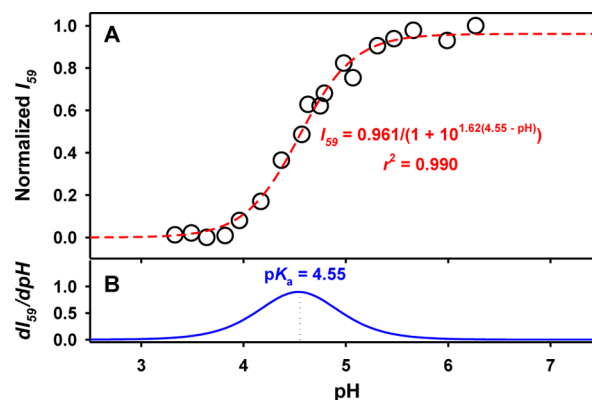 A
Normalized I59
1.0
0.8
0.6
0.4
0.2
0.0
I59 = 0.961/(1 + 10^1.62(4.55 - pH))
r² = 0.990
B
pKa = 4.55
dI59/dpH
1.0
0.5
0.0
3 4 5 6 7
pH